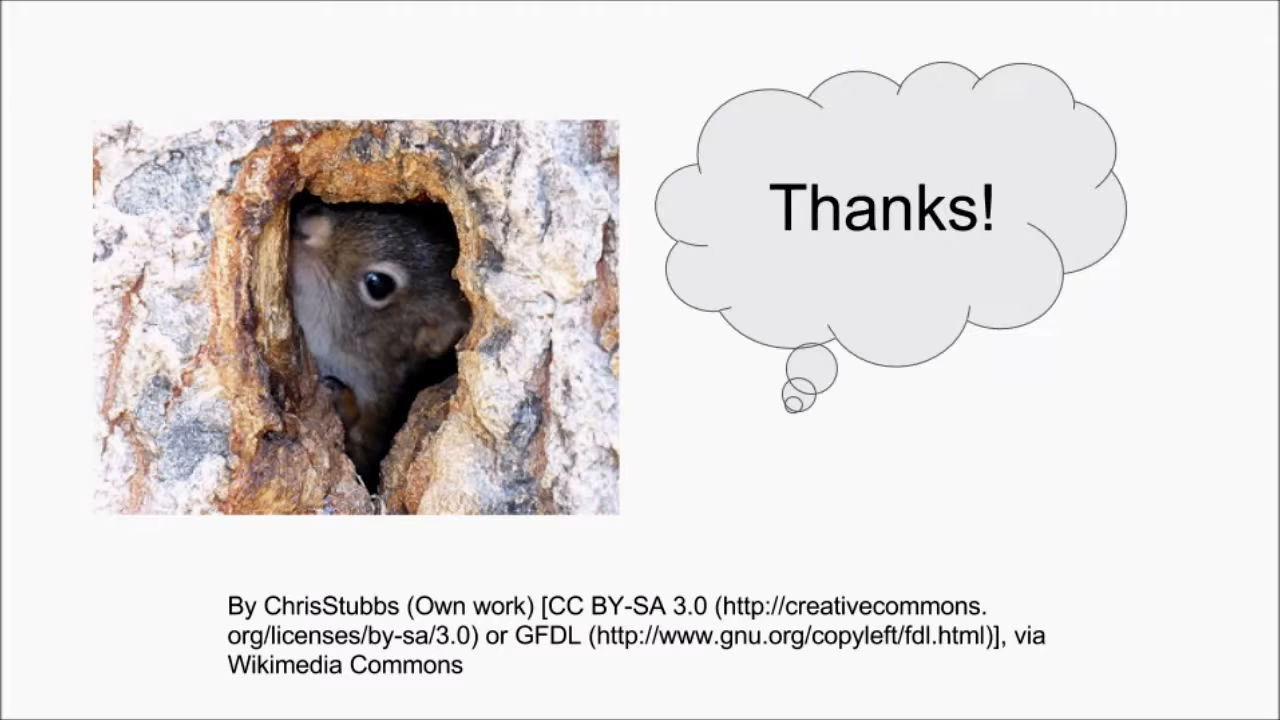 Thanks!
By ChrisStubbs (Own work) [CC BY-SA 3.0 (http://creativecommons.
org/licenses/by-sa/3.0) or GFDL (http://www.gnu.org/copyleft/fdl.html)], via
Wikimedia Commons